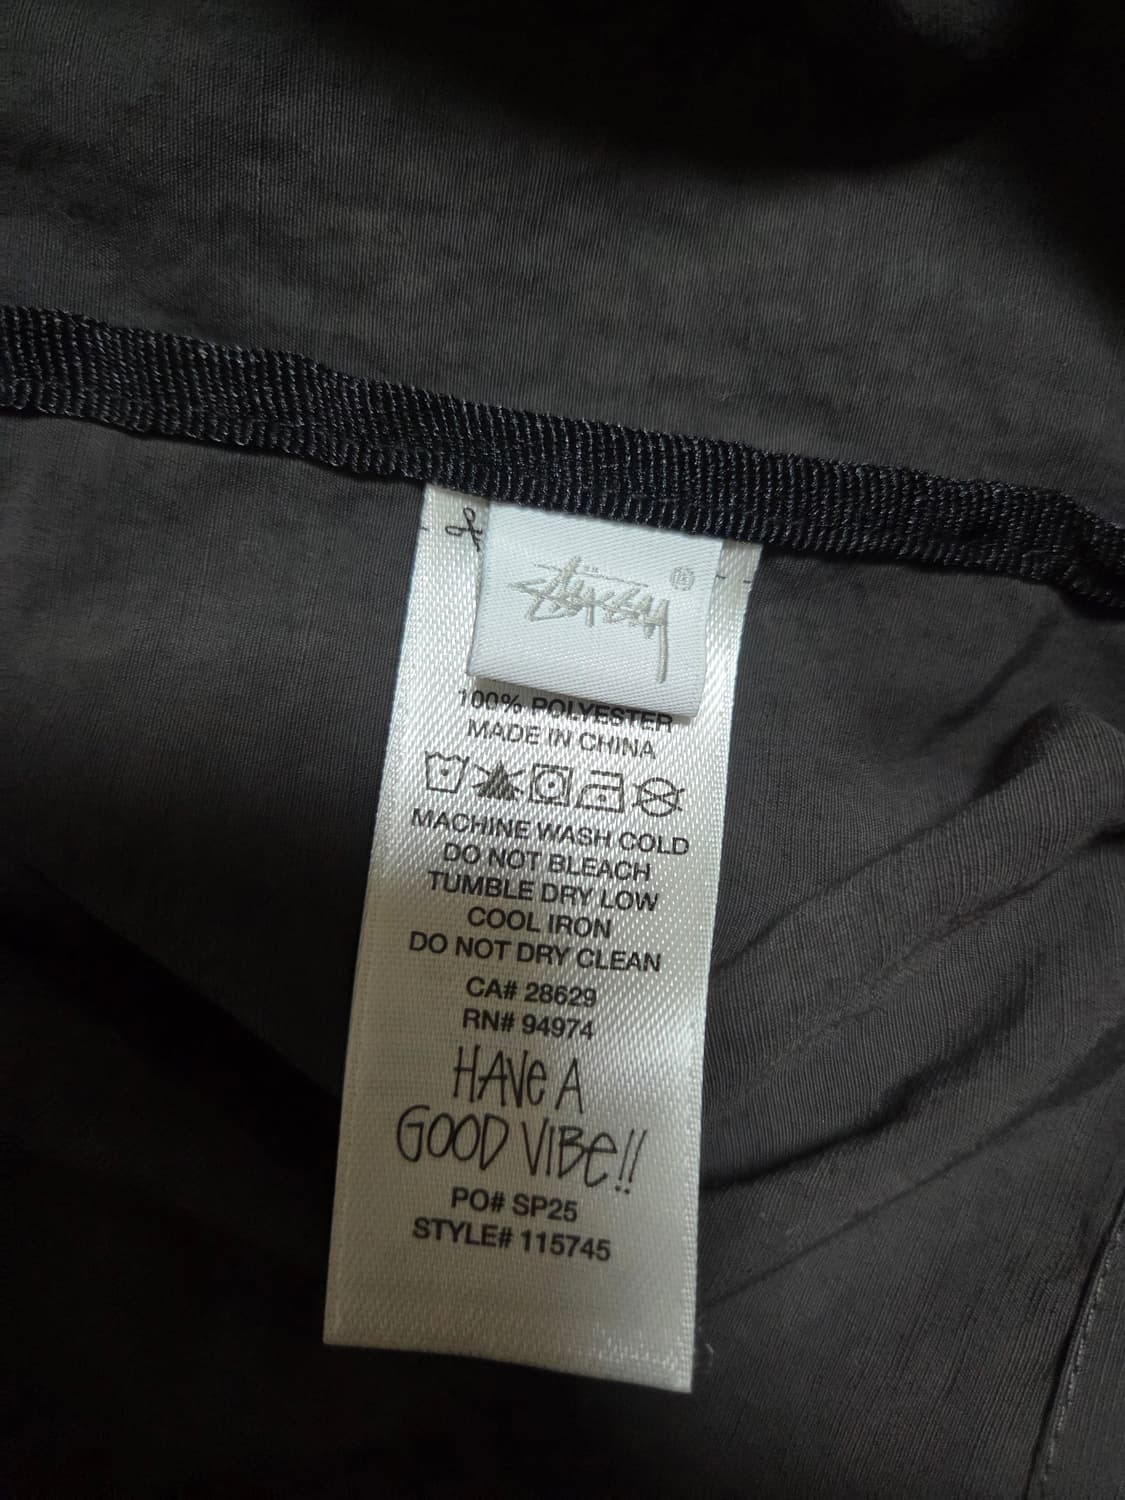 Stüssy ®
100% POLYESTER
MADE IN CHINA
MACHINE WASH COLD
DO NOT BLEACH
TUMBLE DRY LOW
COOL IRON
DO NOT DRY CLEAN
CA# 28629
RN# 94974
HAVE A
GOOD VIBE!!
PO# SP25
STYLE# 115745